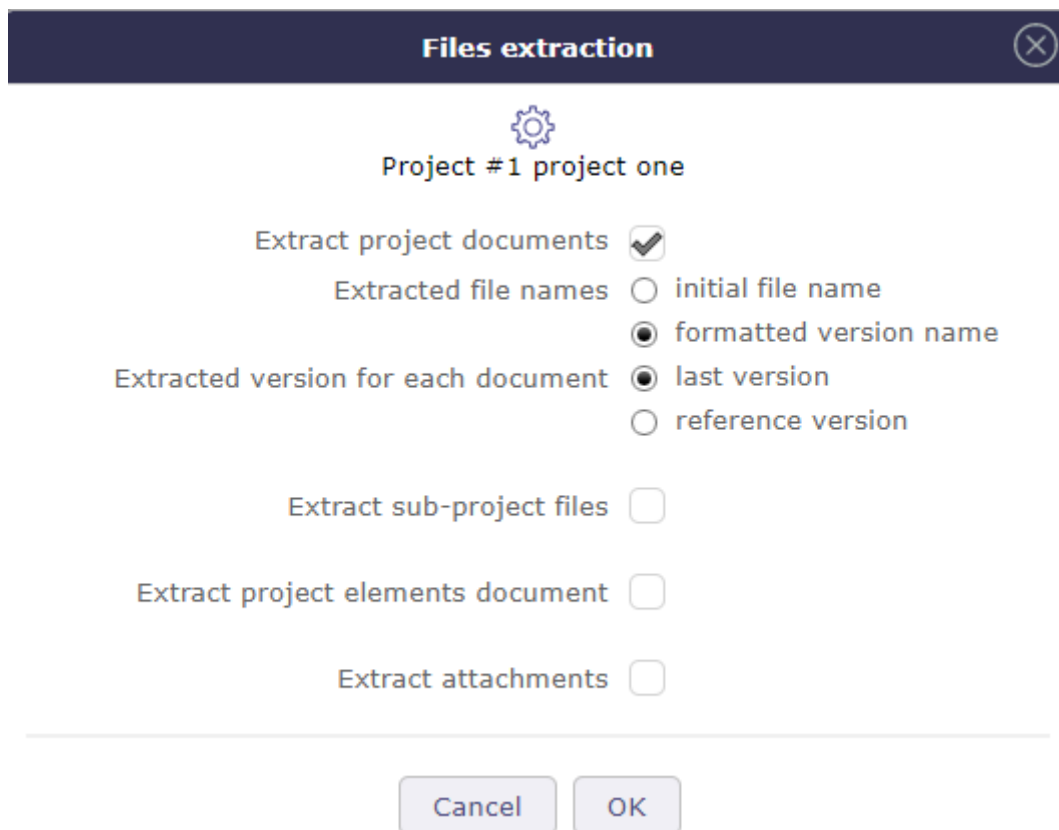 Files extraction
Project #1 project one
Extract project documents
Extracted file names initial file name
formatted version name
Extracted version for each document last version
reference version
Extract sub-project files
Extract project elements document
Extract attachments
Cancel OK